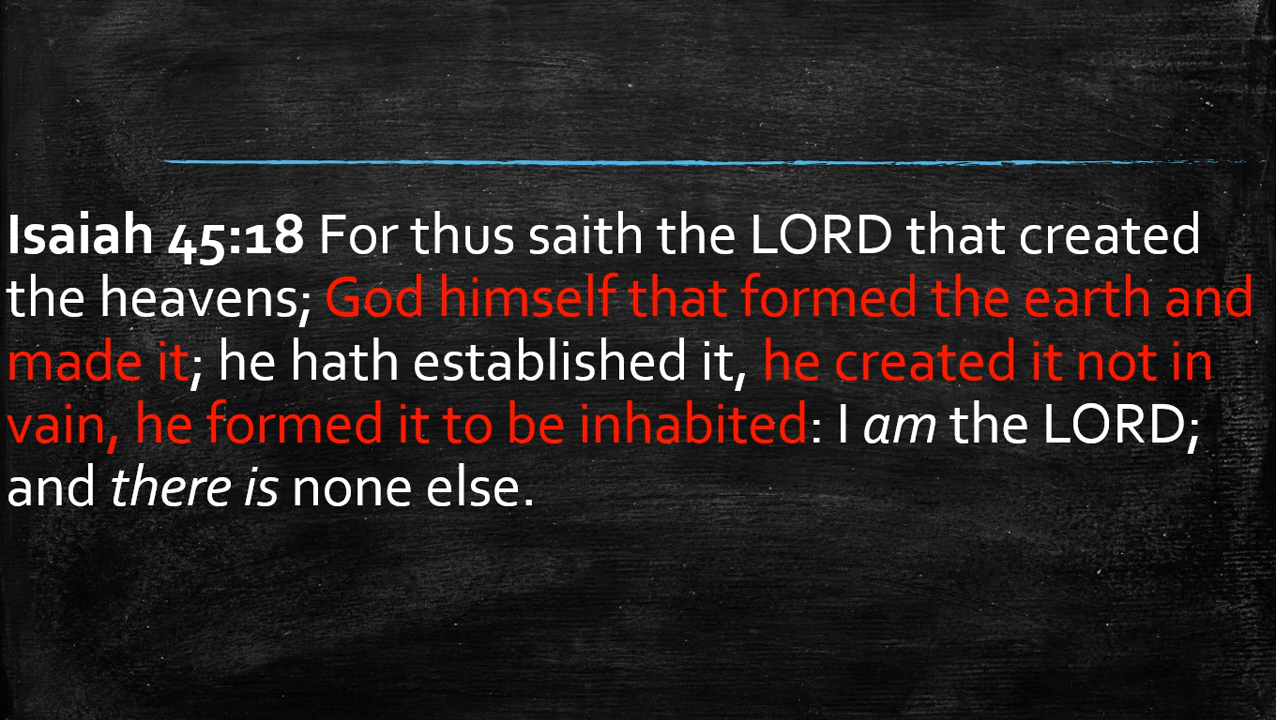 Isaiah 45:18 For thus saith the LORD that created
the heavens; God himself that formed the earth and
made it; he hath established it, he created it not in
vain, he formed it to be inhabited: I am the LORD;
and there is none else.